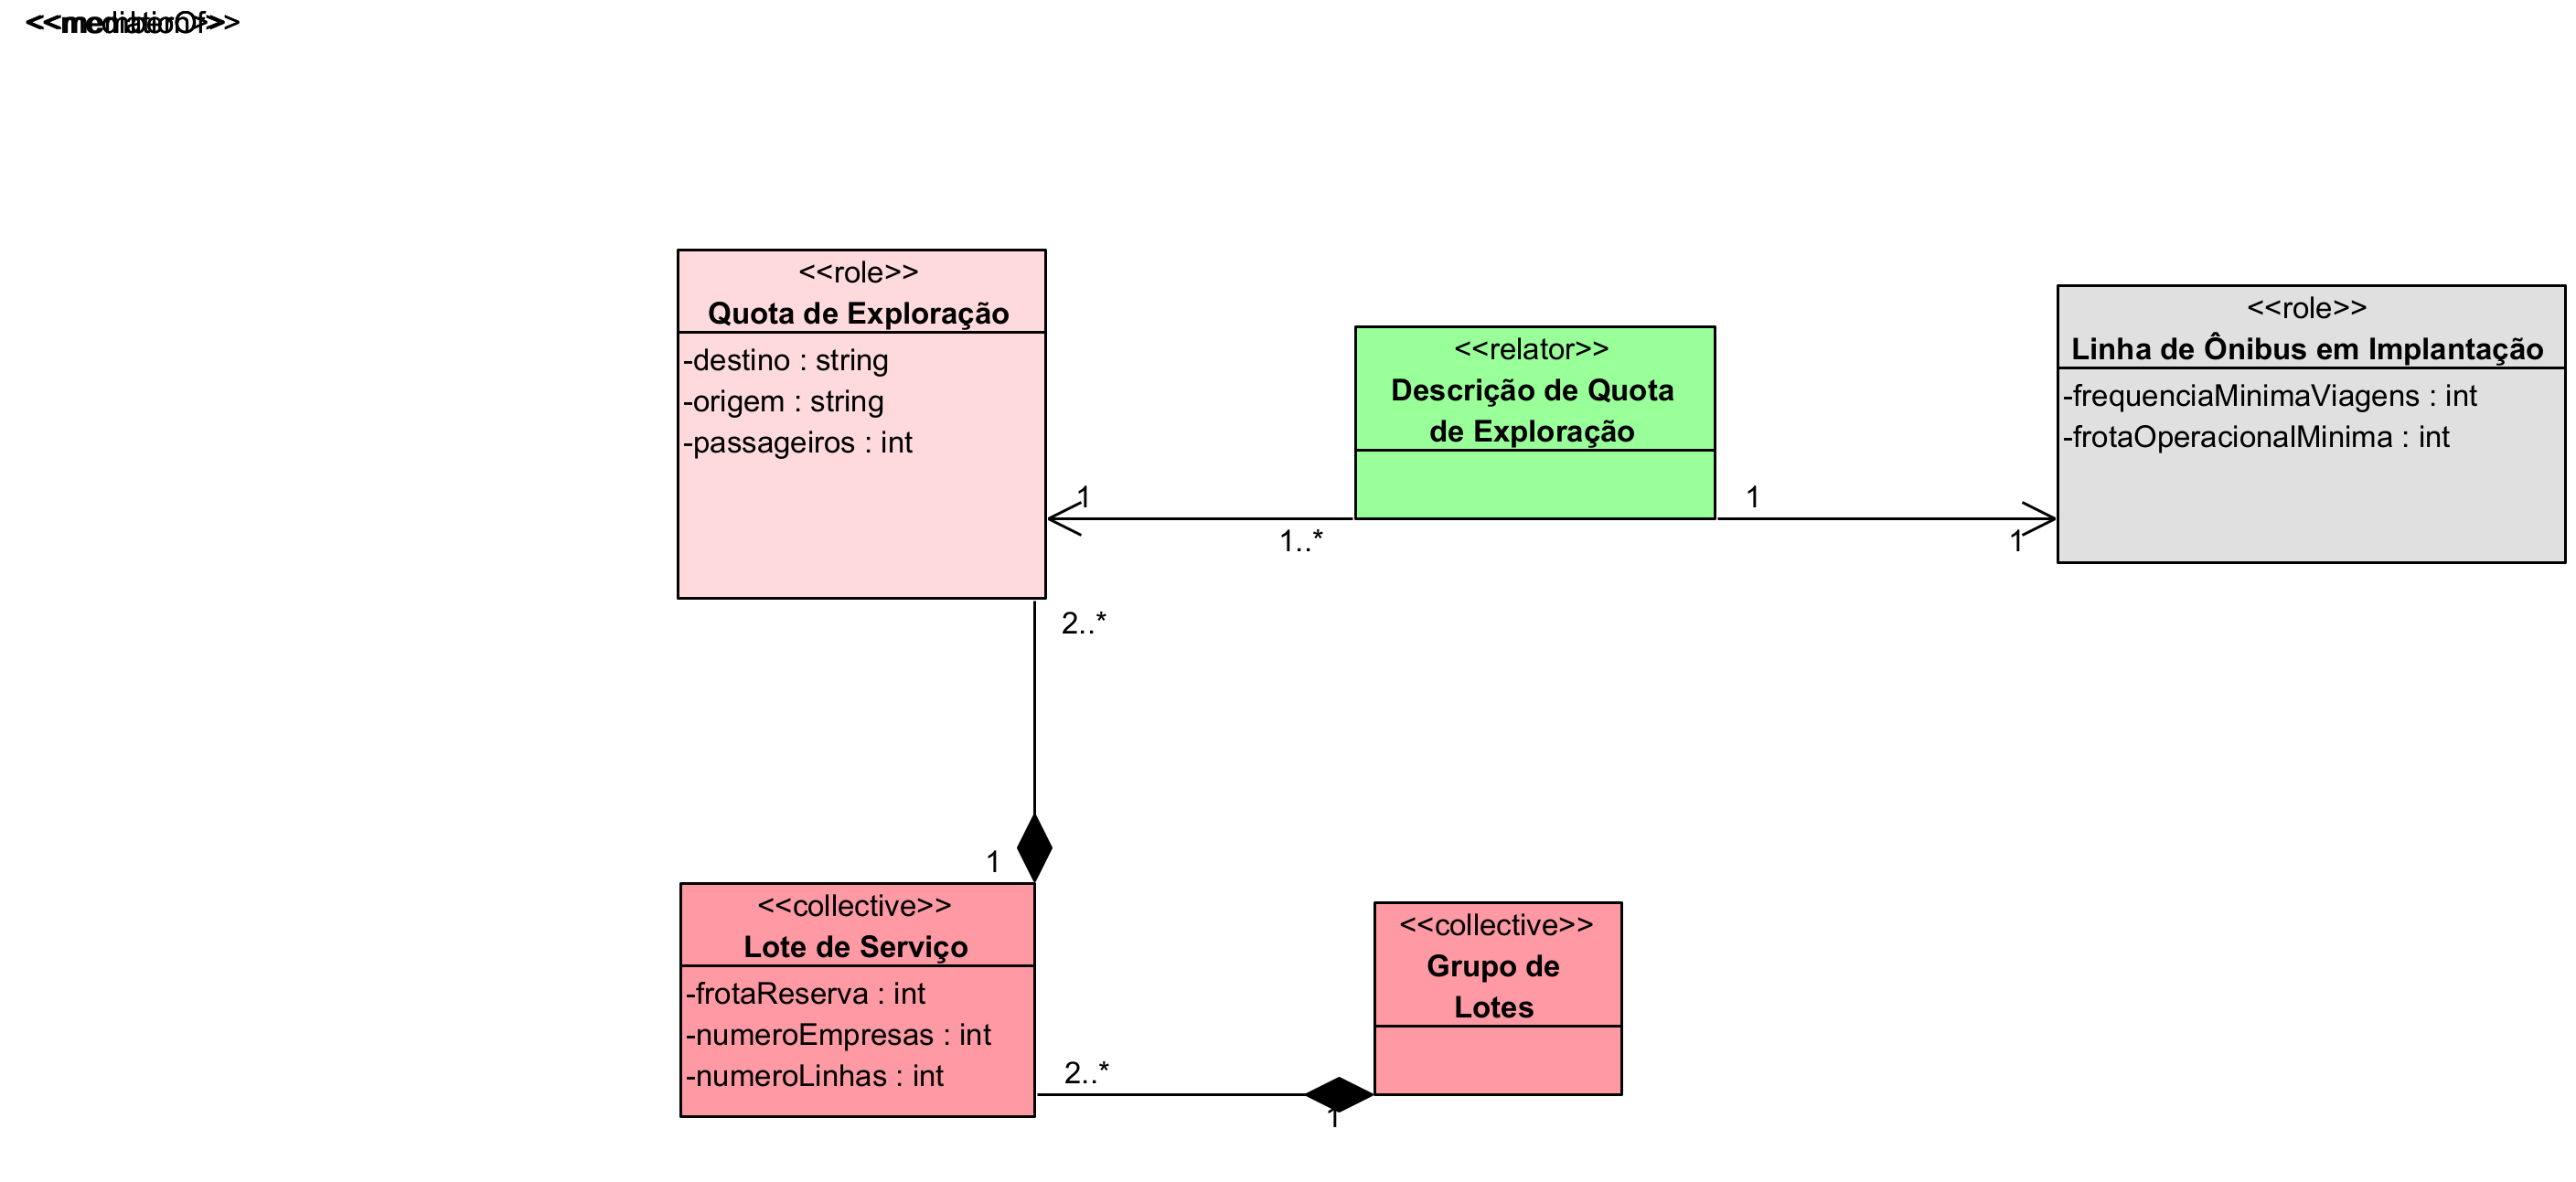 <<mediation>>
<<memberOf>>
<<role>>
Quota de Exploração
-destino : string
-origem : string
-passageiros : int
<<relator>>
Descrição de Quota
de Exploração
<<role>>
Linha de Ônibus em Implantação
-frequenciaMinimaViagens : int
-frotaOperacionalMinima : int
1
1..*
1
1
2..*
1
<<collective>>
Lote de Serviço
-frotaReserva : int
-numeroEmpresas : int
-numeroLinhas : int
<<collective>>
Grupo de
Lotes
2..*
1